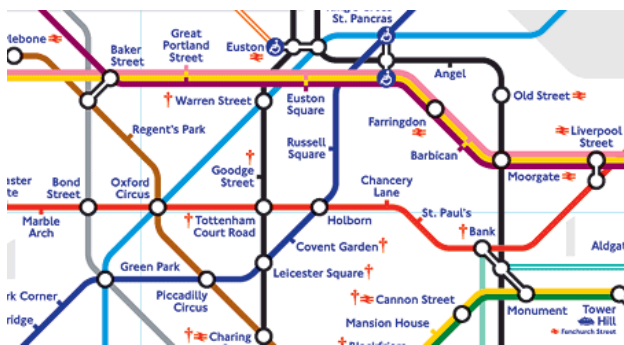 St. Pancras
lebone
Baker
Street
Great
Portland
Street
Euston
Angel
Warren Street
Euston
Square
Old Street
Farringdon
Liverpool
Street
Regent's Park
Russell
Square
Barbican
Moorgate
Goodge
Street
Bond
Street
Oxford
Circus
Chancery
Lane
Marble
Arch
Tottenham
Court Road
Holborn
St. Paul's
Bank
Covent Garden
Aldga
Green Park
Leicester Square
rk Corner
Piccadilly
Circus
Cannon Street
Monument
Tower
Hill
Fenchurch Street
ridge
Mansion House
Charing